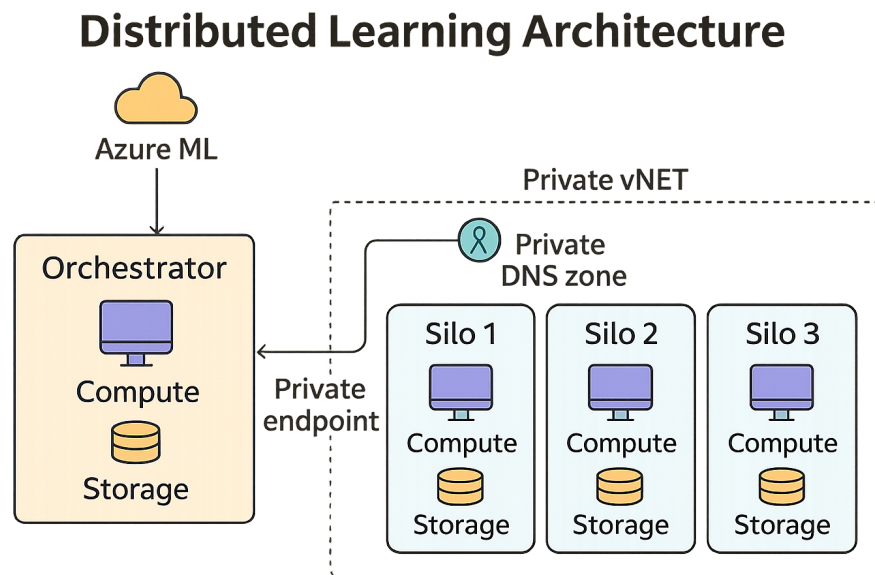 Distributed Learning Architecture
Azure ML
Private vNET
Private
DNS zone
Orchestrator
Compute
Storage
Private
endpoint
Silo 1
Compute
Storage
Silo 2
Compute
Storage
Silo 3
Compute
Storage